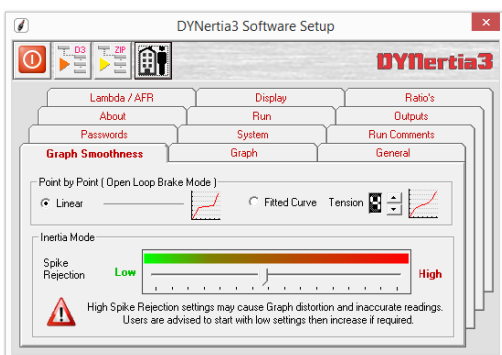 DYNertia3 Software Setup
D3
ZIP
DYNertia3
Lambda / AFR
Display
Ratio's
About
Run
Outputs
Passwords
System
Run Comments
Graph Smoothness
Graph
General
Point by Point ( Open Loop Brake Mode )
Linear
Fitted Curve
Tension
Inertia Mode
Spike
Rejection
Low
High
High Spike Rejection settings may cause Graph distortion and inaccurate readings.
Users are advised to start with low settings then increase if required.